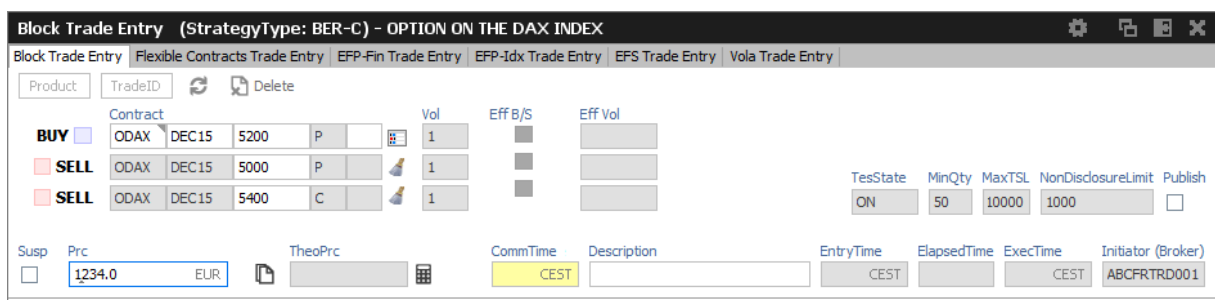 Block Trade Entry (StrategyType: BER-C) - OPTION ON THE DAX INDEX
Block Trade Entry Flexible Contracts Trade Entry EFP-Fin Trade Entry EFP-Idx Trade Entry EFS Trade Entry Vola Trade Entry
Product TradeID Delete
Contract Vol Eff B/S Eff Vol
BUY ODAX DEC15 5200 P 1
SELL ODAX DEC15 5000 P 1
TesState MinQty MaxTSL NonDisclosureLimit Publish
SELL ODAX DEC15 5400 C 1
ON 50 10000 1000
Susp Prc TheoPrc CommTime Description EntryTime ElapsedTime ExecTime Initiator (Broker)
1234.0 EUR CEST CEST CEST ABCFRTRD001